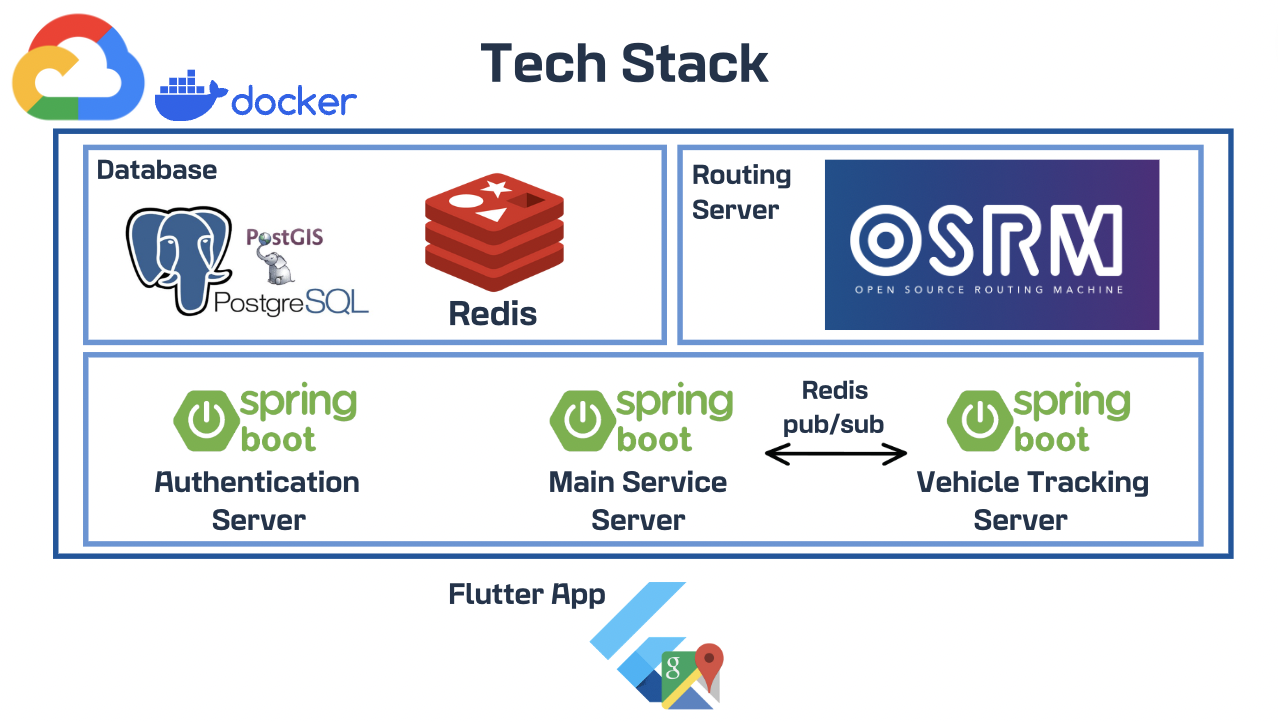 Tech Stack
docker
Database
PostGIS
PostgreSQL
Redis
Routing
Server
OSRM
OPEN SOURCE ROUTING MACHINE
spring
boot
Authentication
Server
spring
boot
Main Service
Server
Redis
pub/sub
spring
boot
Vehicle Tracking
Server
Flutter App
g